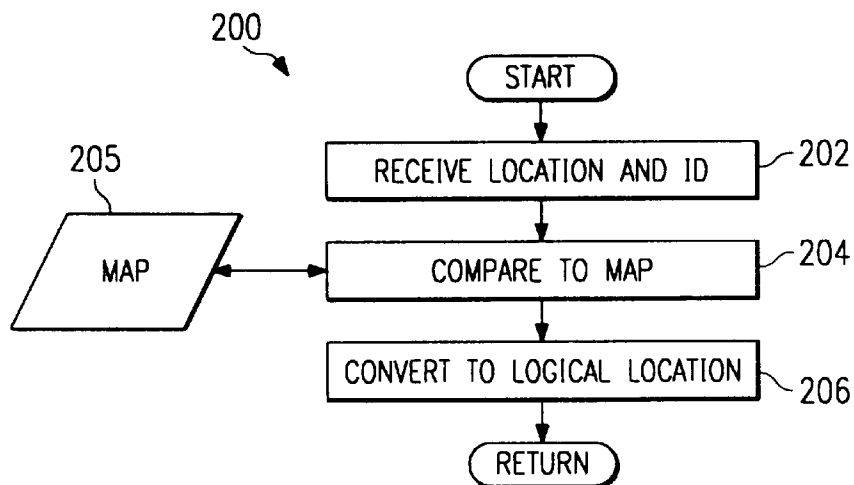 200
START
RECEIVE LOCATION AND ID
202
205
MAP
COMPARE TO MAP
204
CONVERT TO LOGICAL LOCATION
206
RETURN